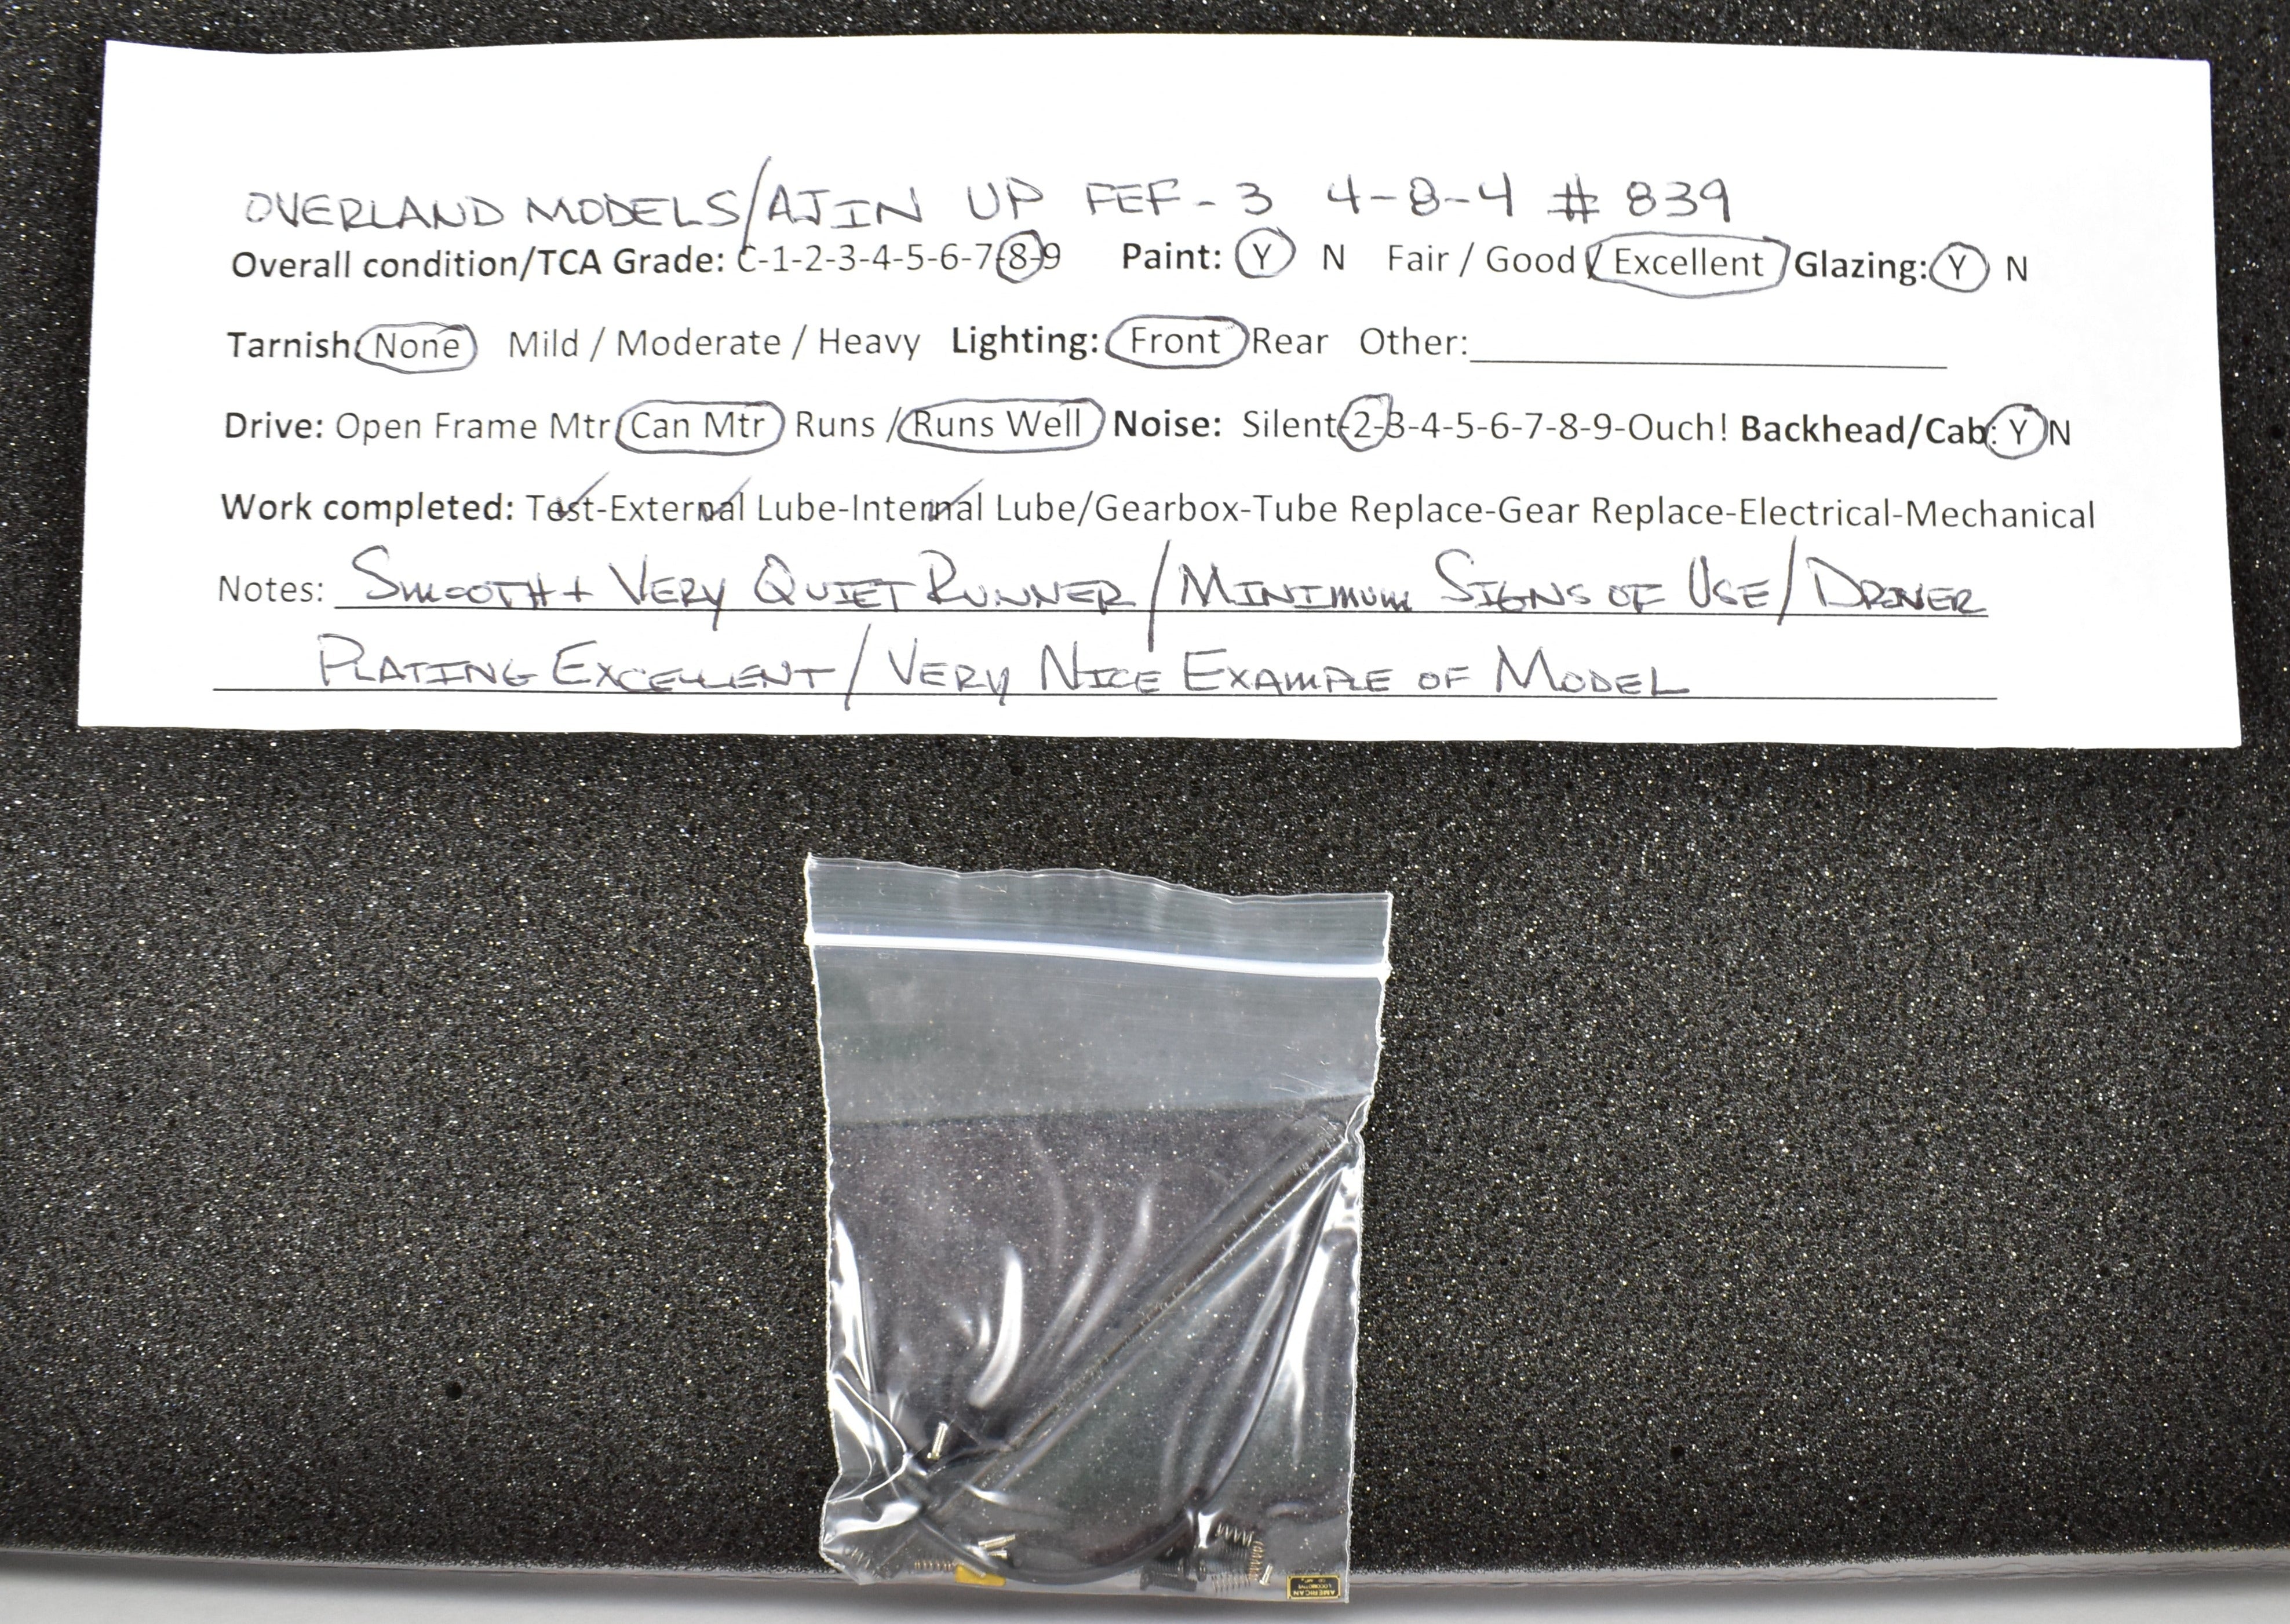 OVERLAND MODELS/AJIN UP FEF-3 4-8-4 # 839
Overall condition/TCA Grade: C-1-2-3-4-5-6-7-8-9 Paint: Y N Fair / Good / Excellent Glazing: Y N
Tarnish: None Mild / Moderate / Heavy Lighting: Front Rear Other:
Drive: Open Frame Mtr Can Mtr Runs / Runs Well Noise: Silent-2-3-4-5-6-7-8-9-Ouch! Backhead/Cab: Y N
Work completed: Test-External Lube-Internal Lube/Gearbox-Tube Replace-Gear Replace-Electrical-Mechanical
Notes: SMOOTH + VERY QUIET RUNNER / MINIMUM SIGNS OF USE / DRIVER
PLATING EXCELLENT / VERY NICE EXAMPLE OF MODEL
AMERICAN
LOCOMOTIVE